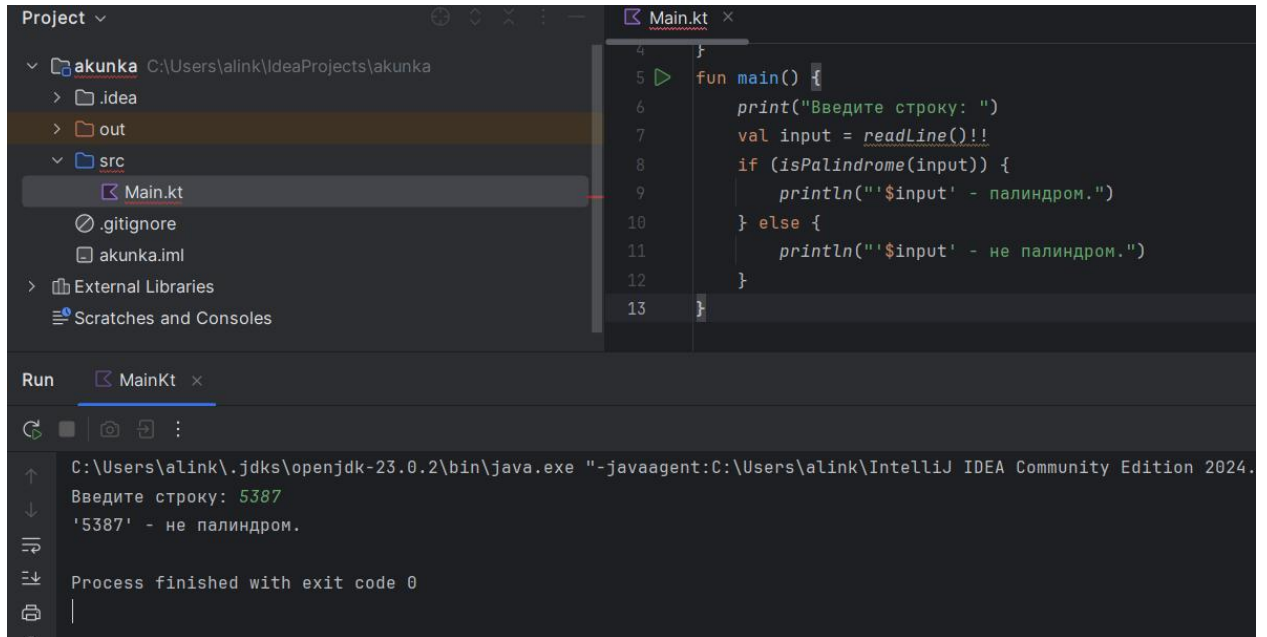 Project
akunka C:\Users\alink\IdeaProjects\akunka
.idea
out
src
Main.kt
.gitignore
akunka.iml
External Libraries
Scratches and Consoles
Main.kt
4 }
5 fun main() {
6 print("Введите строку: ")
7 val input = readLine()!!
8 if (isPalindrome(input)) {
9 println("'$input' - палиндром.")
10 } else {
11 println("'$input' - не палиндром.")
12 }
13 }
Run MainKt
C:\Users\alink\.jdks\openjdk-23.0.2\bin\java.exe "-javaagent:C:\Users\alink\IntelliJ IDEA Community Edition 2024.
Введите строку: 5387
'5387' - не палиндром.
Process finished with exit code 0